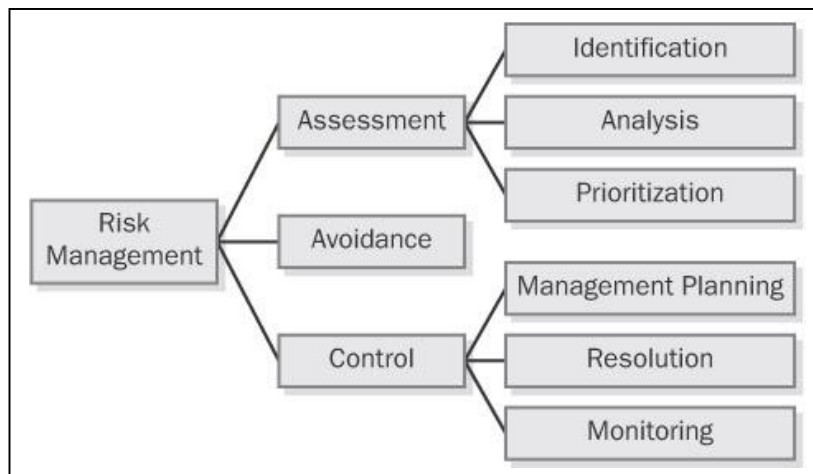 Identification
Assessment
Analysis
Prioritization
Risk
Management
Avoidance
Management Planning
Control
Resolution
Monitoring